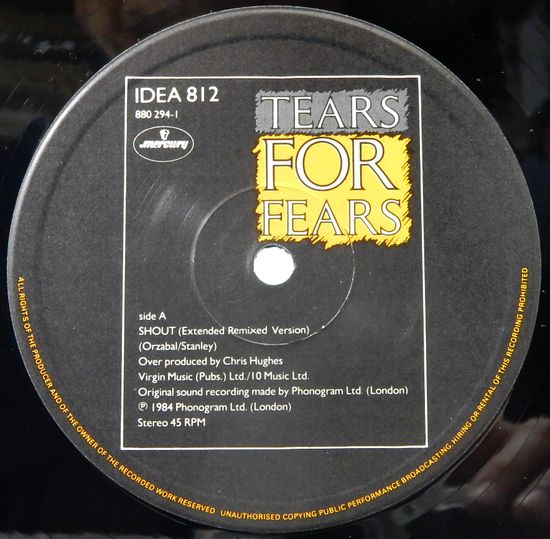 IDEA 812
880 294-1
mercury
TEARS
FOR
FEARS
side A
SHOUT (Extended Remixed Version)
(Orzabal/Stanley)
Over produced by Chris Hughes
Virgin Music (Pubs.) Ltd./10 Music Ltd.
Original sound recording made by Phonogram Ltd. (London)
℗ 1984 Phonogram Ltd. (London)
Stereo 45 RPM
ALL RIGHTS OF THE PRODUCER AND OF THE OWNER OF THE RECORDED WORK RESERVED UNAUTHORISED COPYING PUBLIC PERFORMANCE BROADCASTING, HIRING OR RENTAL OF THIS RECORDING PROHIBITED